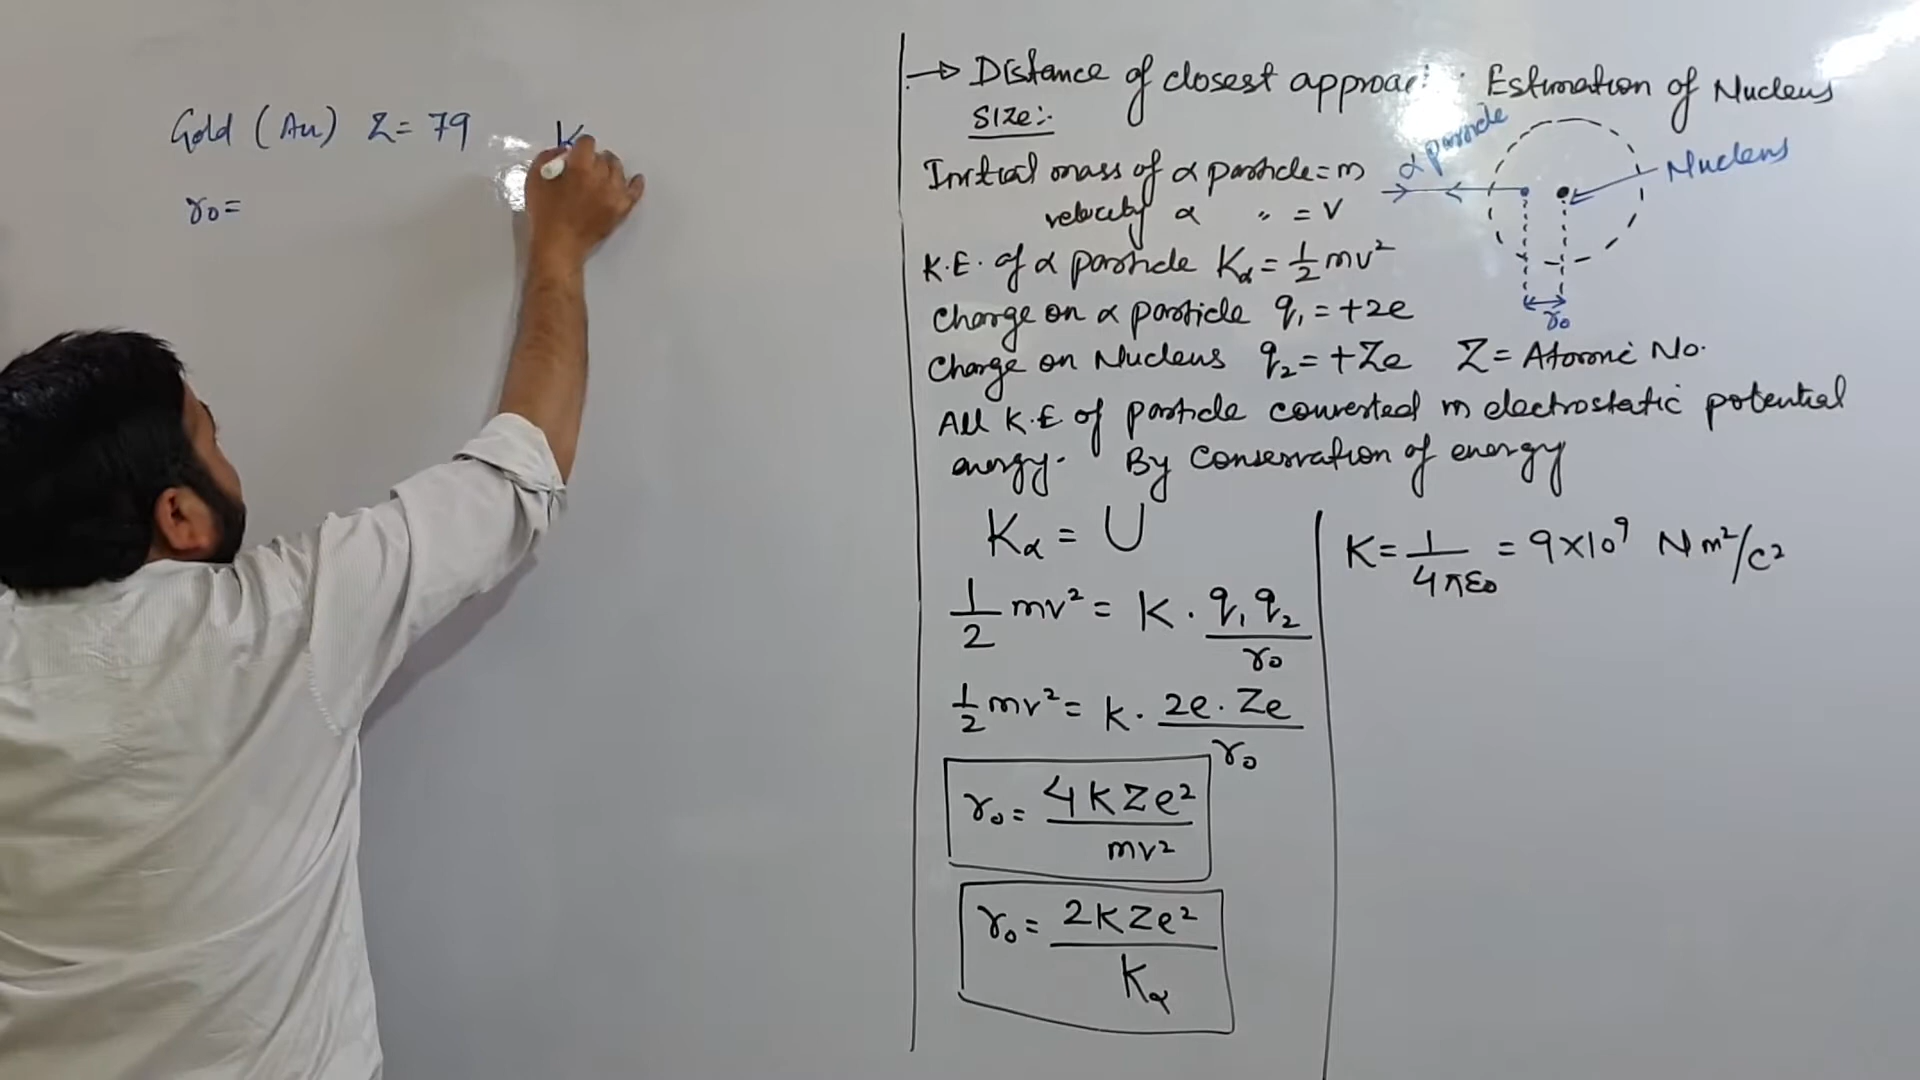 Gold (Au) Z = 79 K
r₀ =
→ Distance of closest approac : Estimation of Nucleus
Size:-
α particle
Nucleus
r₀
Initial mass of α particle = m
velocity α " = v
K.E. of α particle Kα = 1/2 mv²
Charge on α particle q₁ = +2e
Charge on Nucleus q₂ = +Ze Z = Atomic No.
All K.E of particle converted in electrostatic potential
energy. By Conservation of energy
Kα = U
1/2 mv² = K · q₁q₂/r₀
1/2 mv² = K · 2e·Ze/r₀
r₀ = 4KZe²/mv²
r₀ = 2KZe²/Kα
K = 1/4πε₀ = 9×10⁹ Nm²/c²